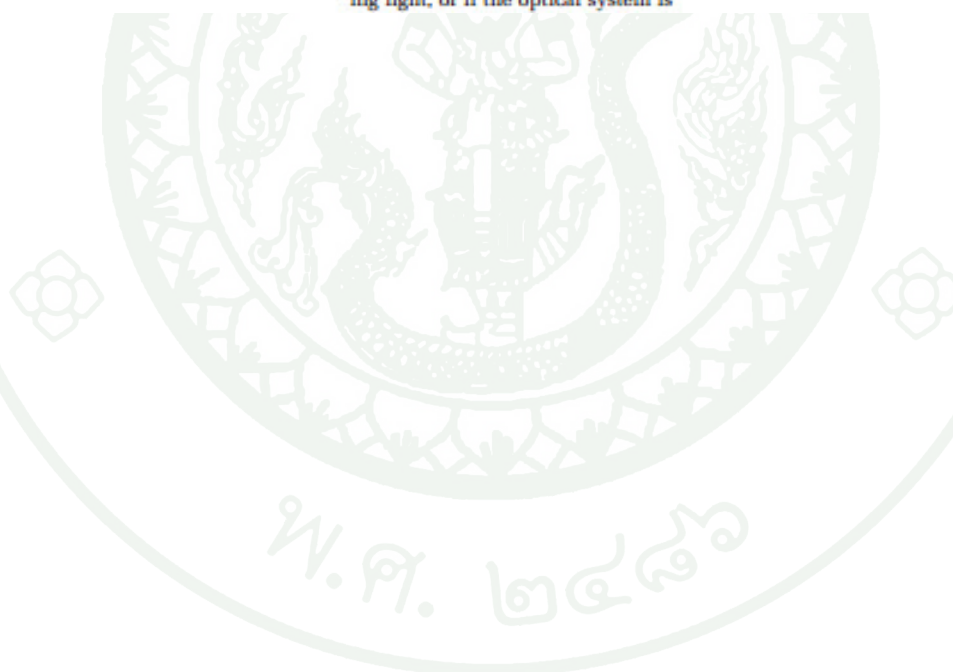 ing light, or if the optical system is
พ.ศ. ๒๔๘๖